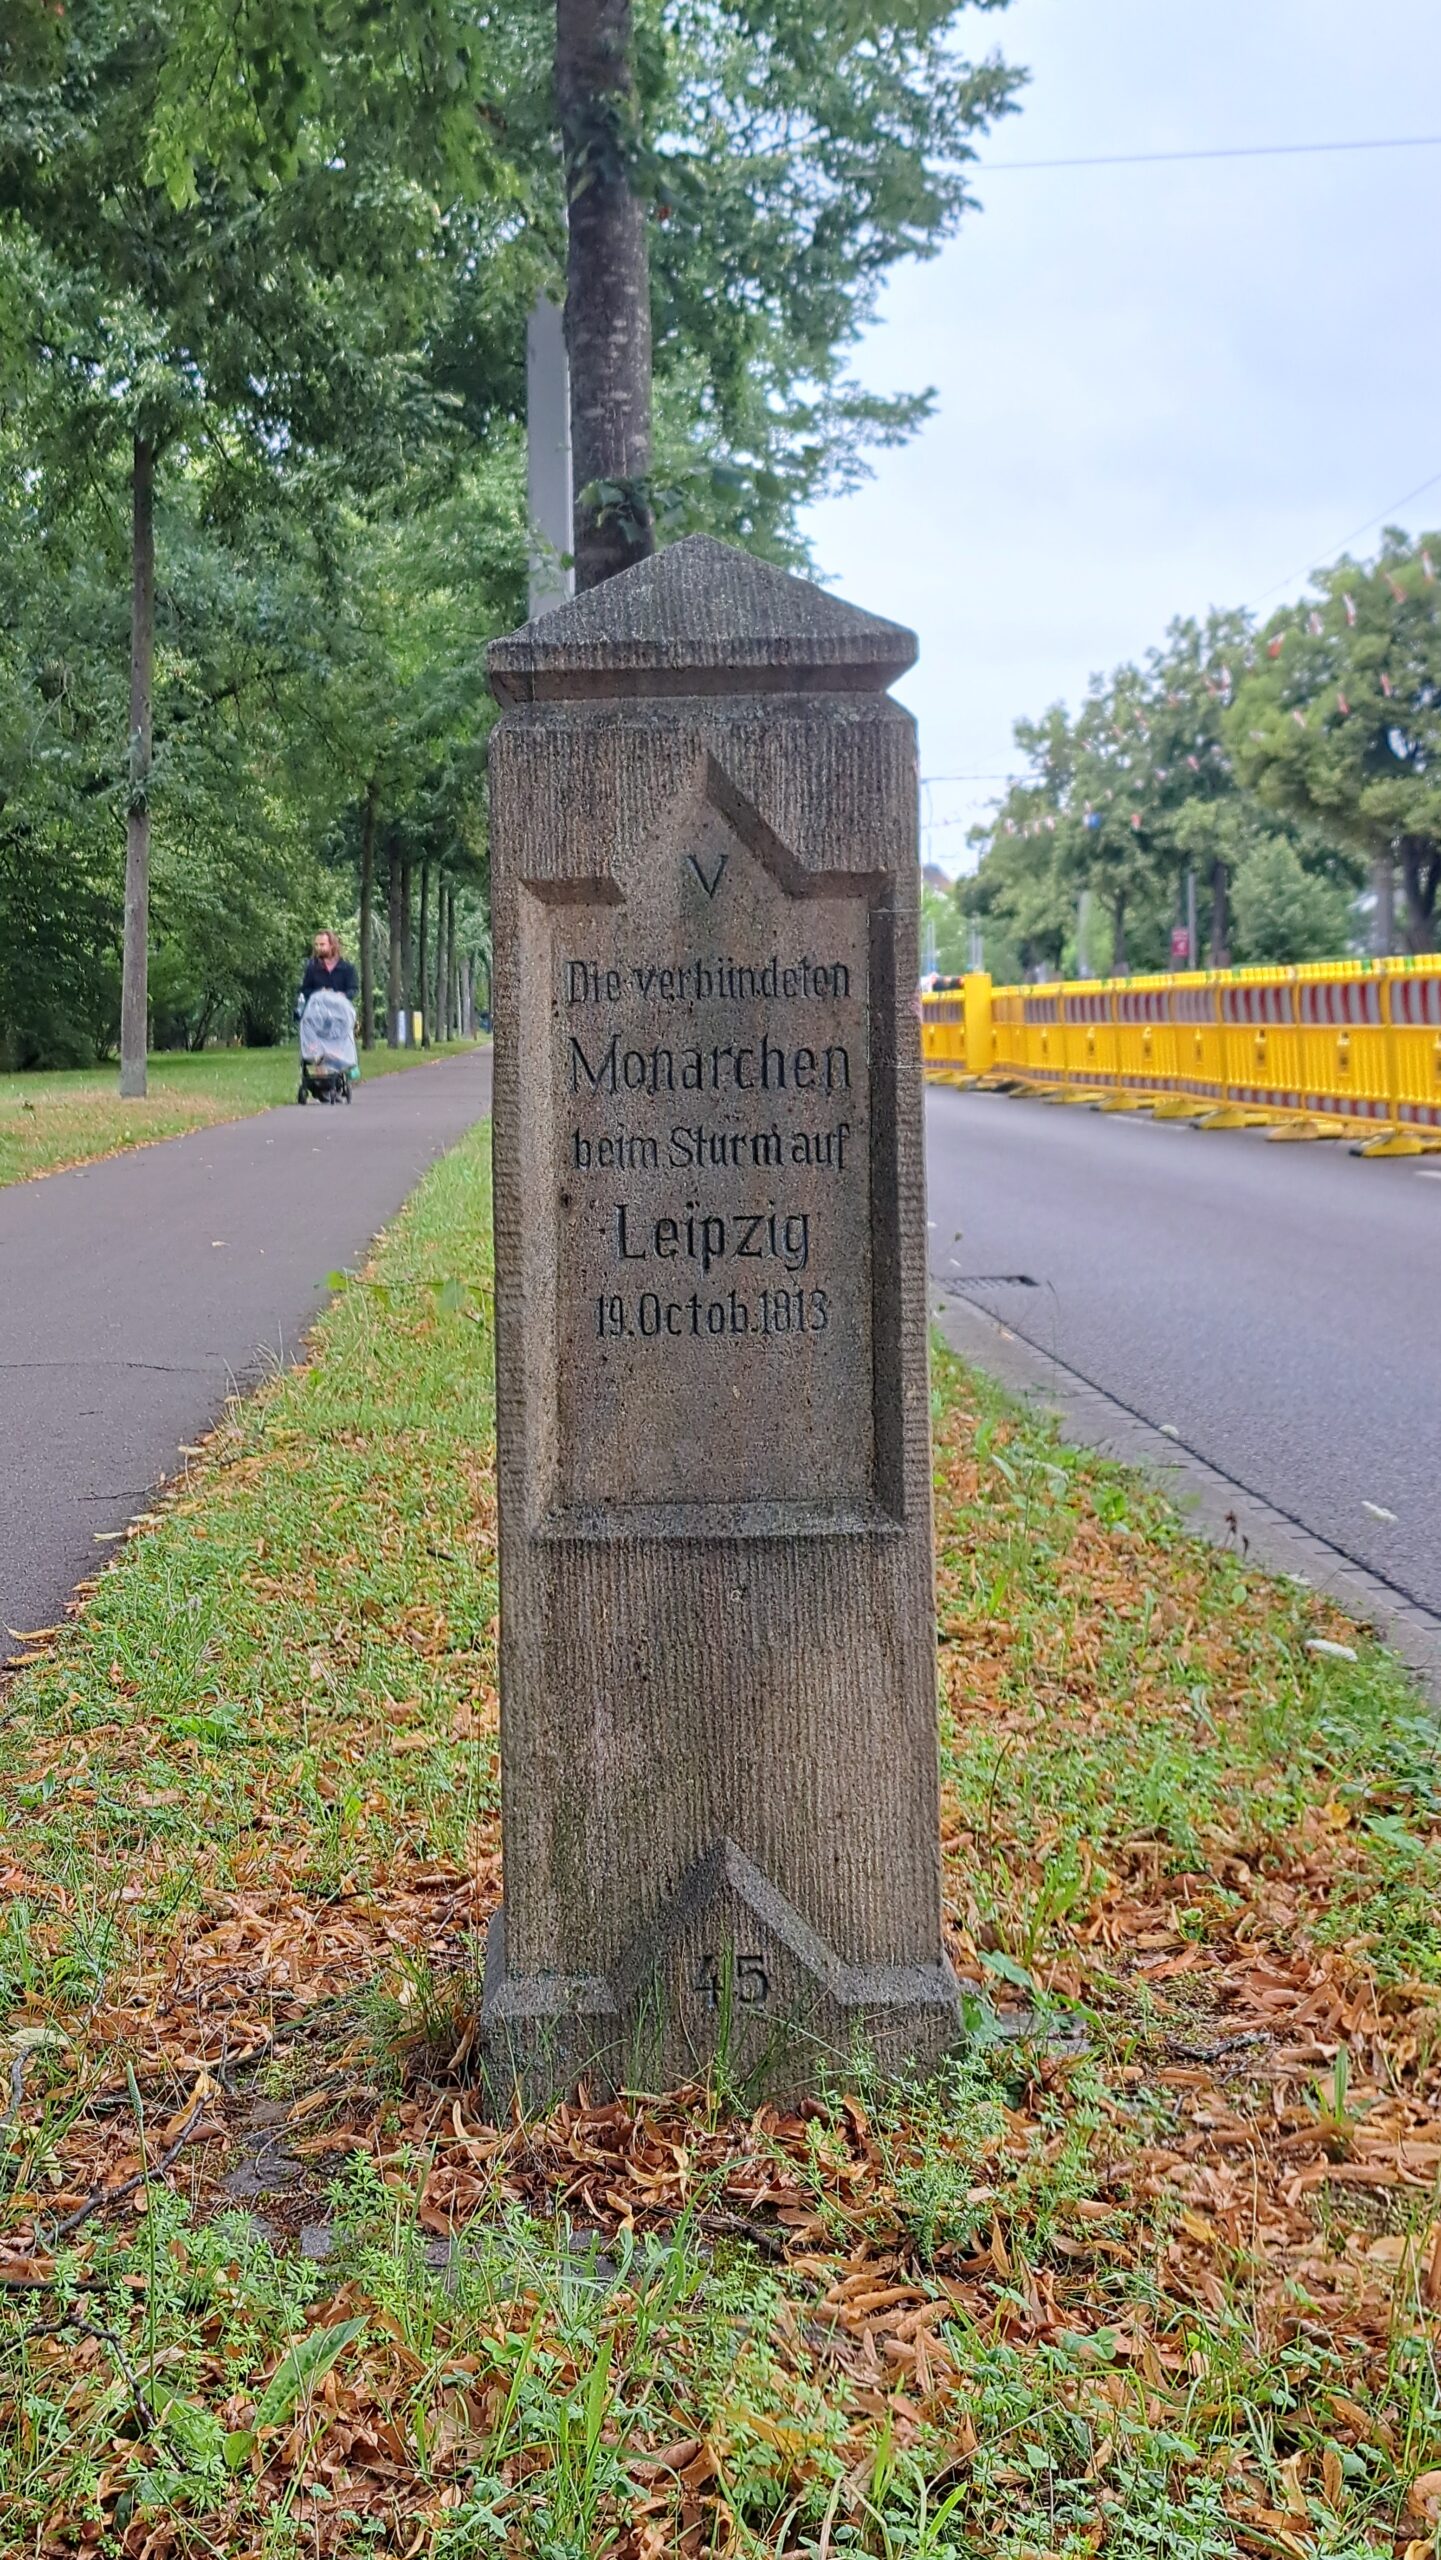 V
Die verbündeten
Monarchen
beim Sturm auf
Leipzig
19. Octob. 1813
45